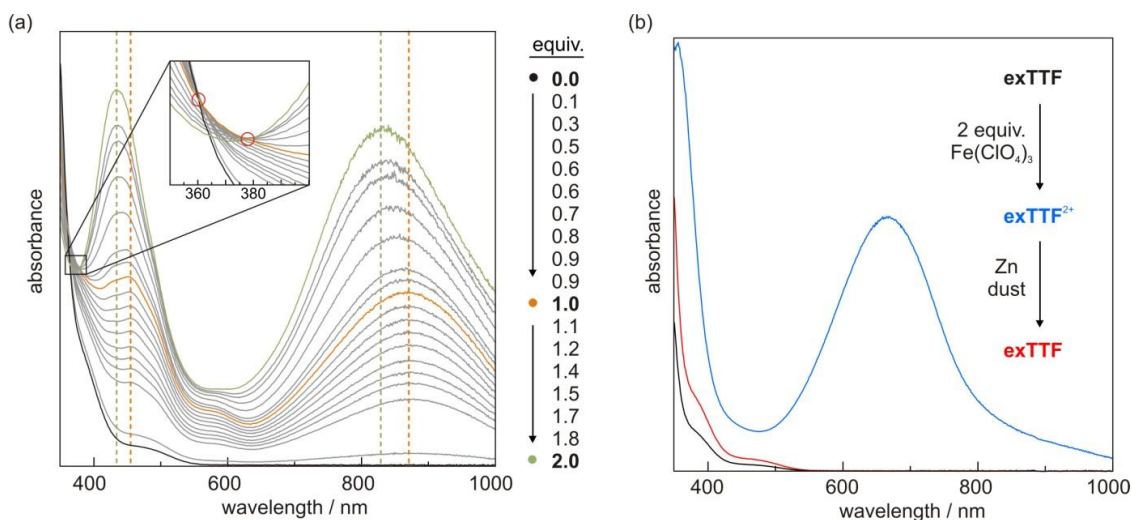 (a)
absorbance
360 380
400 600 800 1000
wavelength / nm
equiv.
0.0
0.1
0.3
0.5
0.6
0.6
0.7
0.8
0.9
0.9
1.0
1.1
1.2
1.4
1.5
1.7
1.8
2.0
(b)
absorbance
exTTF
2 equiv.
Fe(ClO₄)₃
exTTF²⁺
Zn
dust
exTTF
400 600 800 1000
wavelength / nm